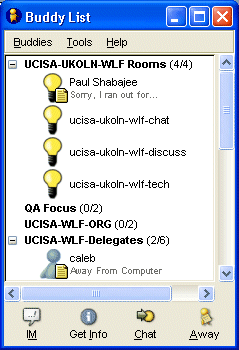 Buddy List
Buddies Tools Help
UCISA-UKOLN-WLF Rooms (4/4)
Paul Shabajee
Sorry, I ran out for...
ucisa-ukoln-wlf-chat
ucisa-ukoln-wlf-discuss
ucisa-ukoln-wlf-tech
QA Focus (0/2)
UCISA-WLF-ORG (0/2)
UCISA-WLF-Delegates (2/6)
caleb
Away From Computer
IM Get Info Chat Away